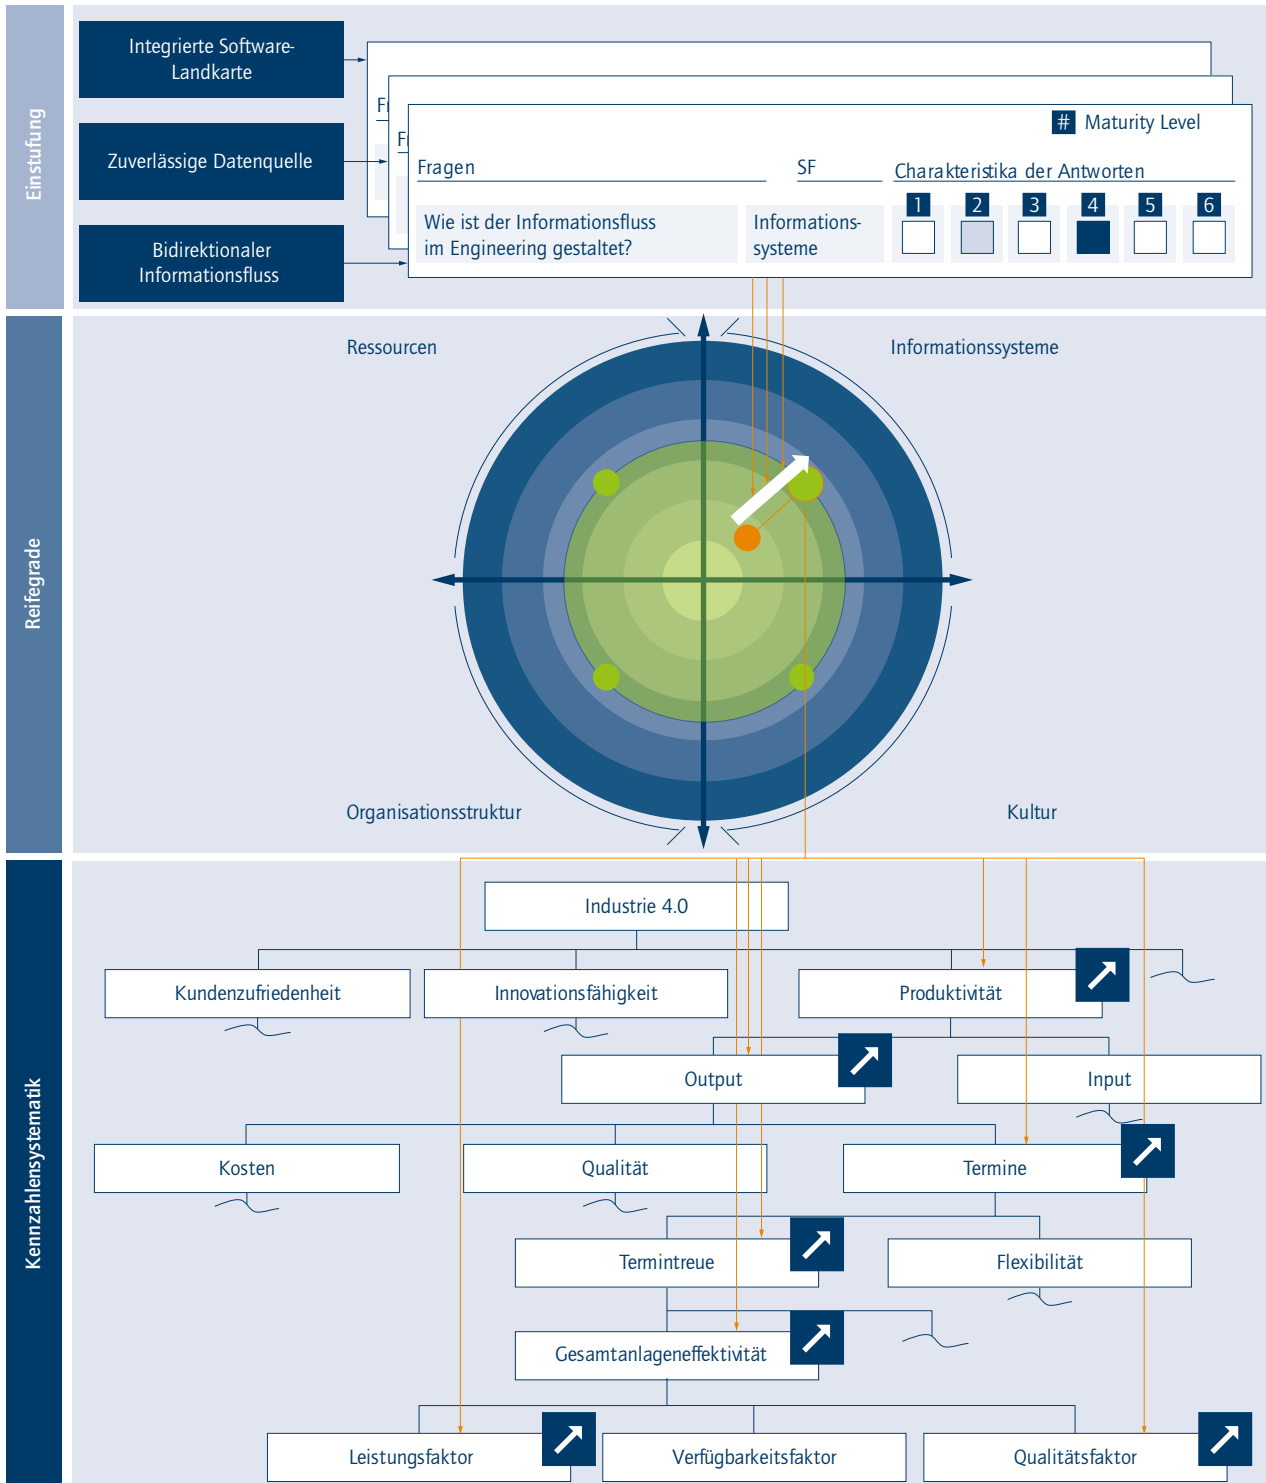 Einstufung
Integrierte Software-
Landkarte
Zuverlässige Datenquelle
Bidirektionaler
Informationsfluss
Fr
Fr
# Maturity Level
Fragen
SF
Charakteristika der Antworten
Wie ist der Informationsfluss
im Engineering gestaltet?
Informations-
systeme
1 2 3 4 5 6
Reifegrade
Ressourcen
Informationssysteme
Organisationsstruktur
Kultur
Kennzahlensystematik
Industrie 4.0
Kundenzufriedenheit
Innovationsfähigkeit
Produktivität
Output
Input
Kosten
Qualität
Termine
Termintreue
Flexibilität
Gesamtanlageneffektivität
Leistungsfaktor
Verfügbarkeitsfaktor
Qualitätsfaktor